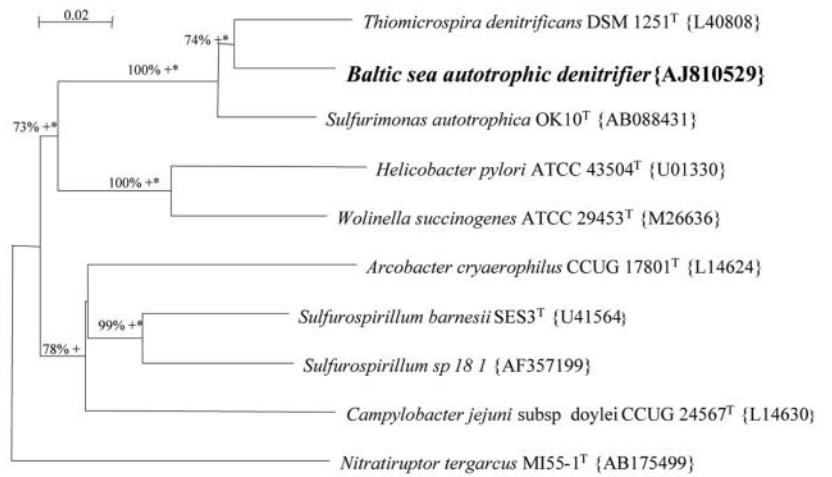 0.02
Thiomicrospira denitrificans DSM 1251ᵀ {L40808}
74% +*
Baltic sea autotrophic denitrifier{AJ810529}
100% +*
Sulfurimonas autotrophica OK10ᵀ {AB088431}
73% +*
Helicobacter pylori ATCC 43504ᵀ {U01330}
100% +*
Wolinella succinogenes ATCC 29453ᵀ {M26636}
Arcobacter cryaerophilus CCUG 17801ᵀ {L14624}
Sulfurospirillum barnesii SES3ᵀ {U41564}
99% +*
78% +
Sulfurospirillum sp 18 1 {AF357199}
Campylobacter jejuni subsp doylei CCUG 24567ᵀ {L14630}
Nitratiruptor tergarcus MI55-1ᵀ {AB175499}